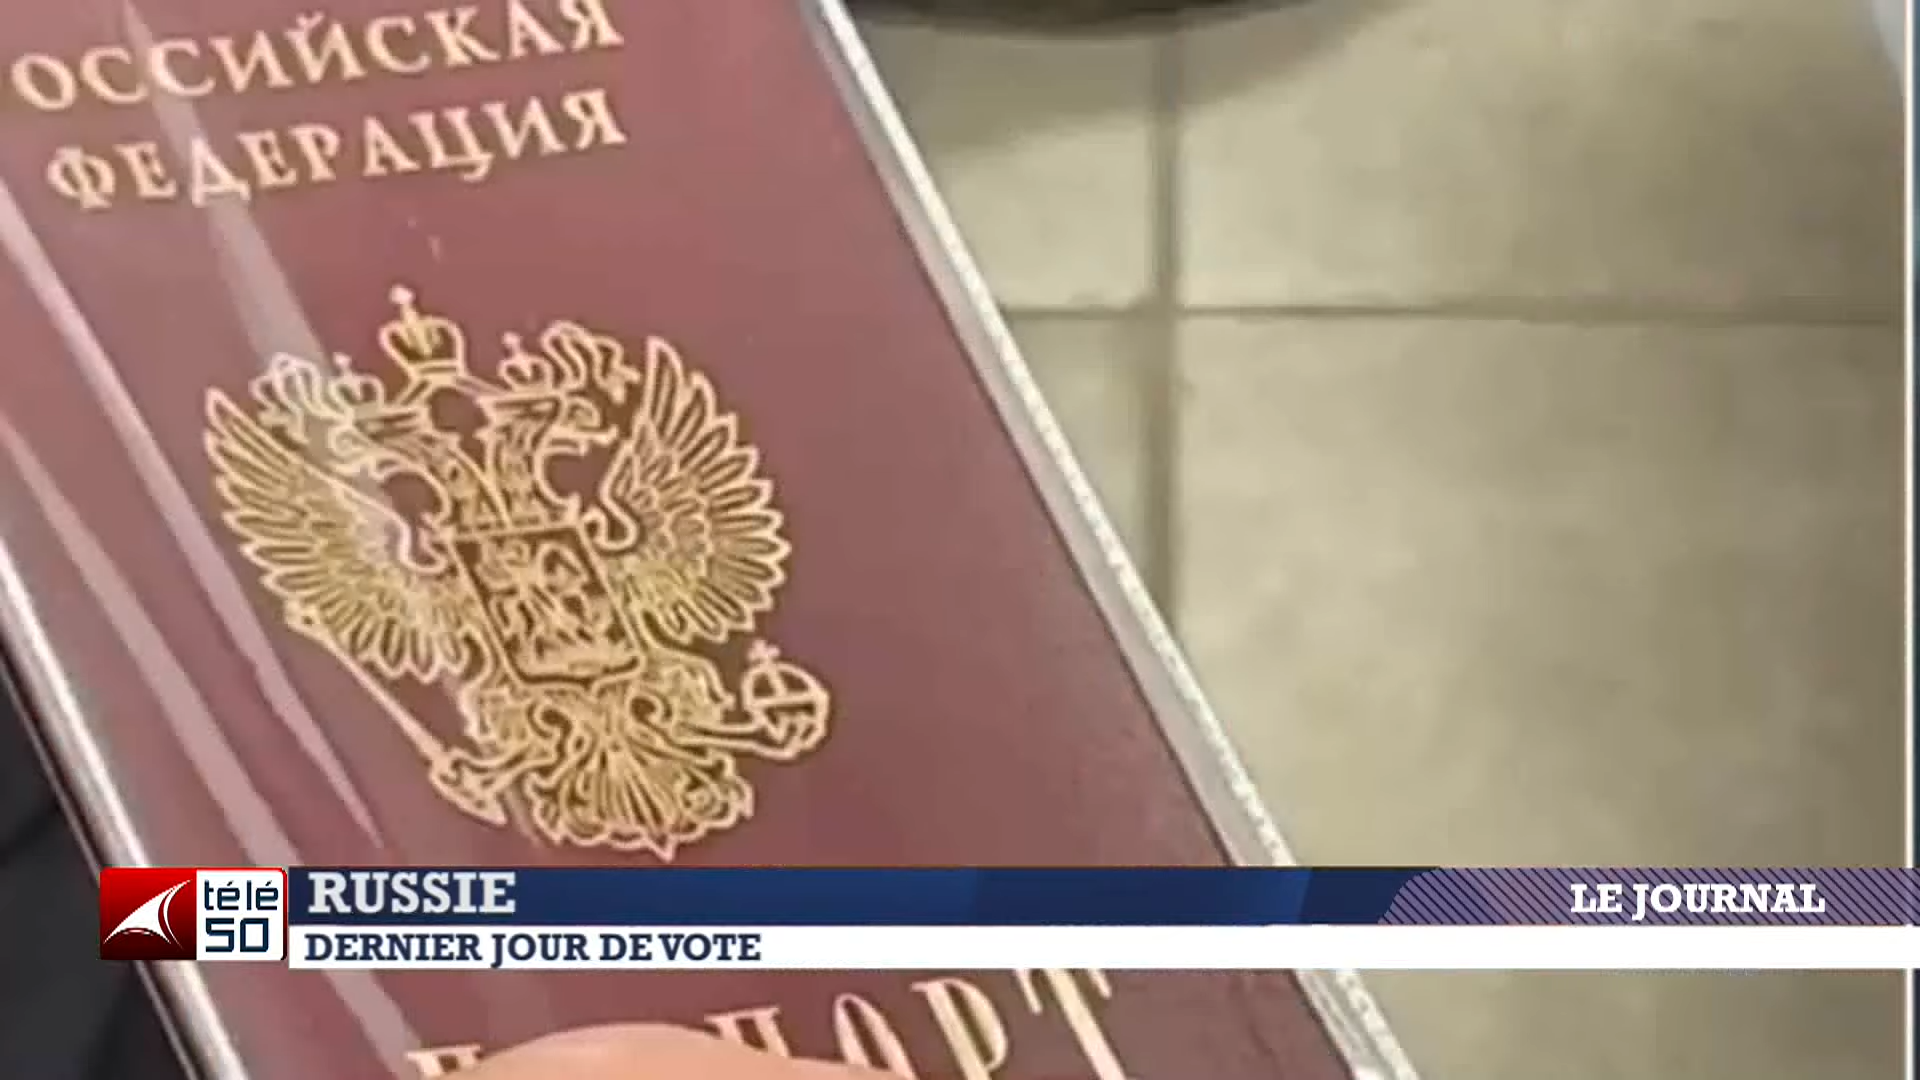 ОССИЙСКАЯ
ФЕДЕРАЦИЯ
télé
50
RUSSIE
LE JOURNAL
DERNIER JOUR DE VOTE